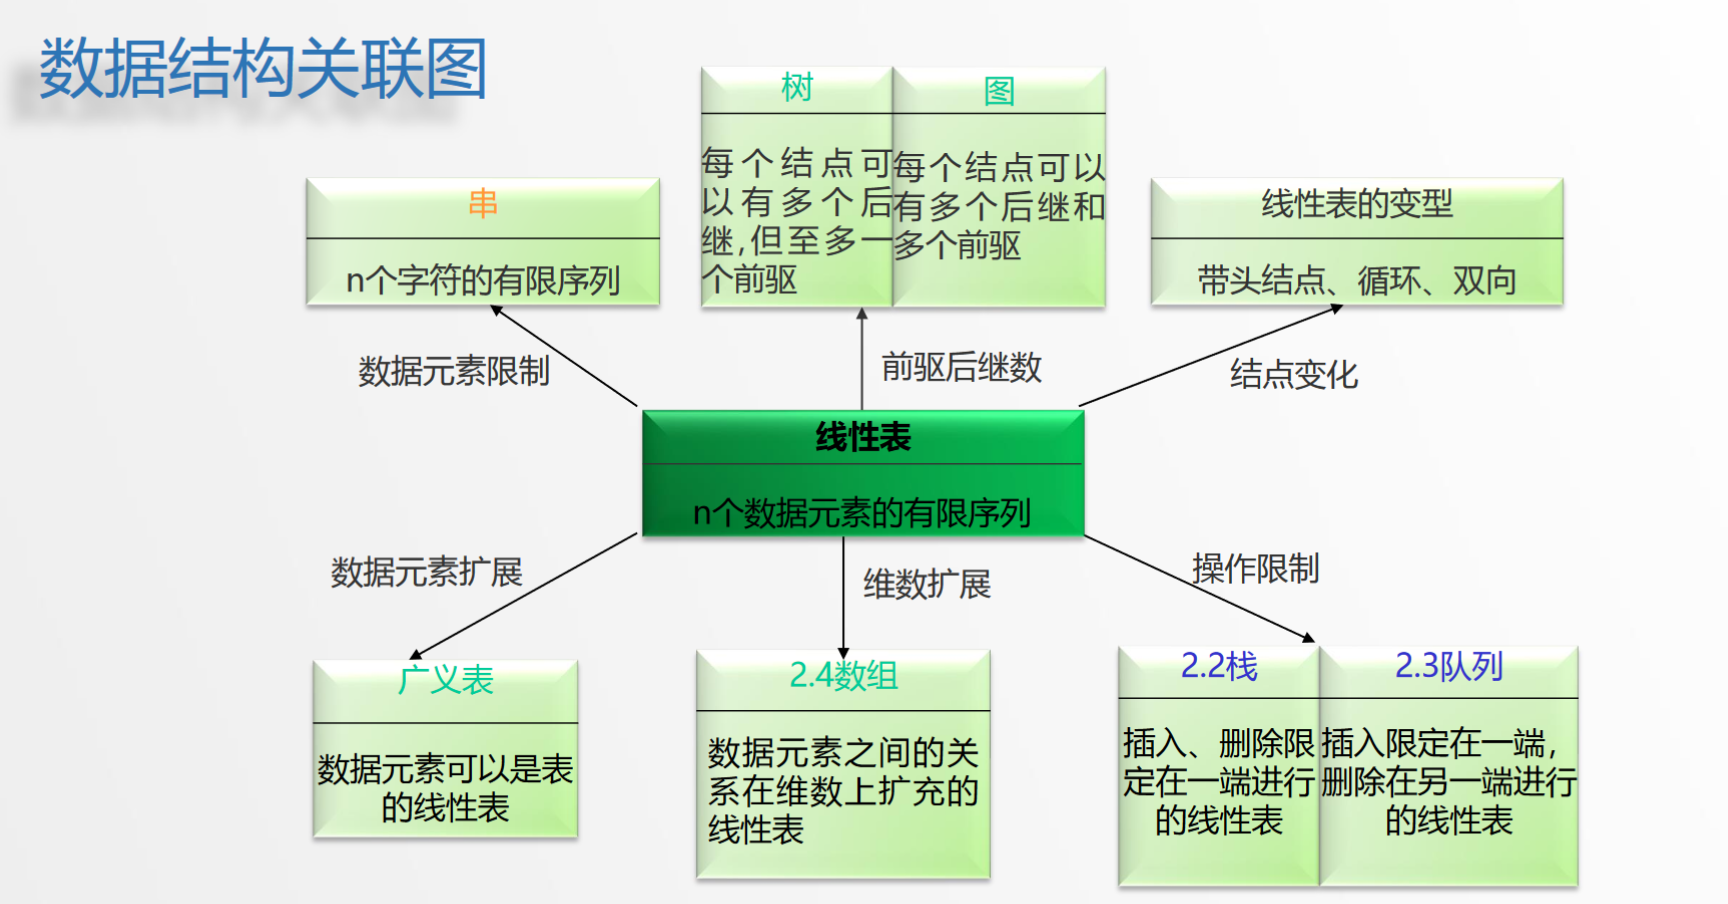 数据结构关联图
树
图
每个结点可
以有多个后
继,但至多一
个前驱
每个结点可以
有多个后继和
多个前驱
串
n个字符的有限序列
线性表的变型
带头结点、循环、双向
数据元素限制
前驱后继数
结点变化
线性表
n个数据元素的有限序列
数据元素扩展
维数扩展
操作限制
广义表
数据元素可以是表
的线性表
2.4数组
数据元素之间的关
系在维数上扩充的
线性表
2.2栈
插入、删除限
定在一端进行
的线性表
2.3队列
插入限定在一端，
删除在另一端进行
的线性表